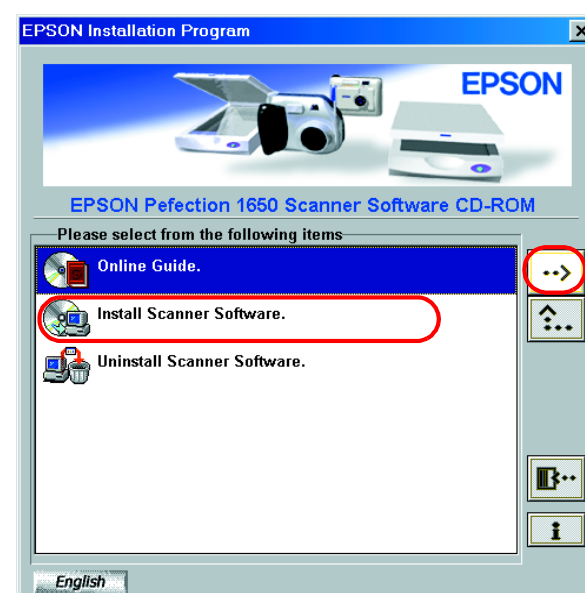 EPSON Installation Program
EPSON
EPSON Pefection 1650 Scanner Software CD-ROM
Please select from the following items
Online Guide.
Install Scanner Software.
Uninstall Scanner Software.
English